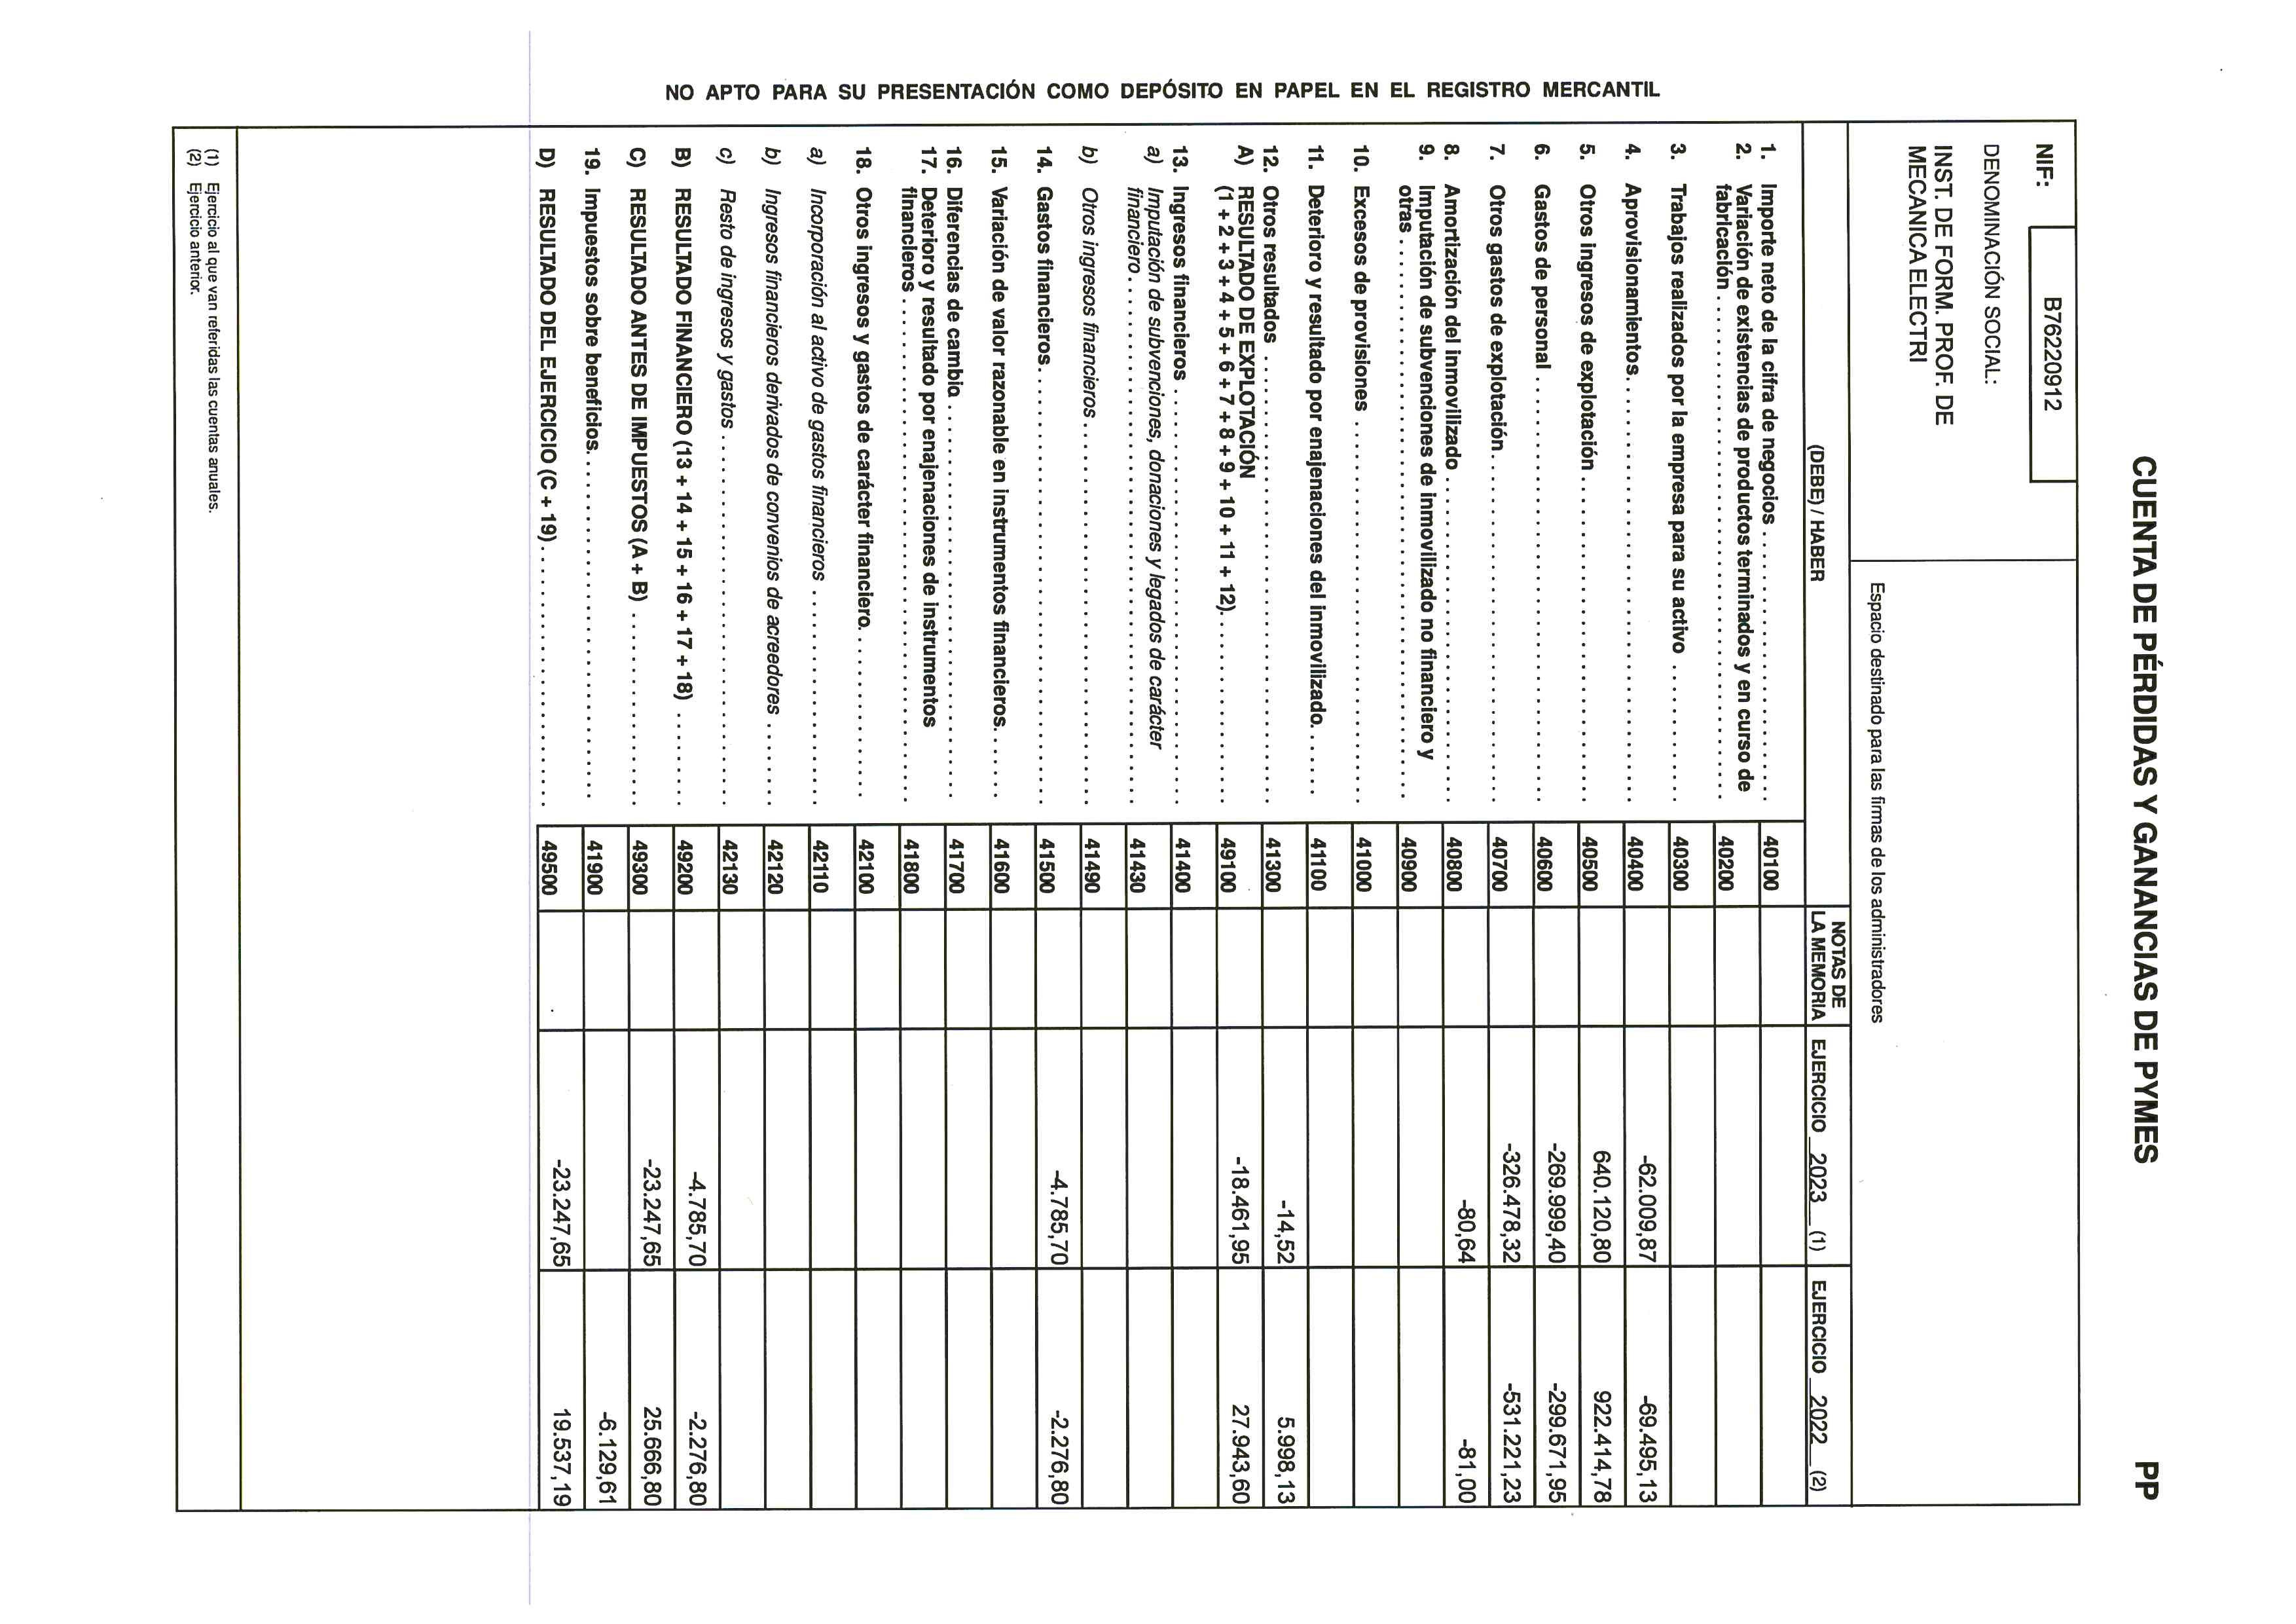 CUENTA DE PÉRDIDAS Y GANANCIAS DE PYMES PP
NIF: B76220912
DENOMINACIÓN SOCIAL:
INST. DE FORM. PROF. DE
MECANICA ELECTRI
Espacio destinado para las firmas de los administradores
(DEBE) / HABER NOTAS DE LA MEMORIA EJERCICIO 2023 (1) EJERCICIO 2022 (2)
1. Importe neto de la cifra de negocios 40100
2. Variación de existencias de productos terminados y en curso de
fabricación 40200
3. Trabajos realizados por la empresa para su activo 40300
4. Aprovisionamientos 40400 -62.009,87 -69.495,13
5. Otros ingresos de explotación 40500 640.120,80 922.414,78
6. Gastos de personal 40600 -269.999,40 -299.671,95
7. Otros gastos de explotación 40700 -326.478,32 -531.221,23
8. Amortización del inmovilizado 40800 -80,64 -81,00
9. Imputación de subvenciones de inmovilizado no financiero y
otras 40900
10. Excesos de provisiones 41000
11. Deterioro y resultado por enajenaciones del inmovilizado 41100
12. Otros resultados 41300 -14,52 5.998,13
A) RESULTADO DE EXPLOTACIÓN
(1 + 2 + 3 + 4 + 5 + 6 + 7 + 8 + 9 + 10 + 11 + 12) 49100 -18.461,95 27.943,60
13. Ingresos financieros 41400
a) Imputación de subvenciones, donaciones y legados de carácter
financiero 41430
b) Otros ingresos financieros 41490
14. Gastos financieros 41500 -4.785,70 -2.276,80
15. Variación de valor razonable en instrumentos financieros 41600
16. Diferencias de cambio 41700
17. Deterioro y resultado por enajenaciones de instrumentos
financieros 41800
18. Otros ingresos y gastos de carácter financiero 42100
a) Incorporación al activo de gastos financieros 42110
b) Ingresos financieros derivados de convenios de acreedores 42120
c) Resto de ingresos y gastos 42130
B) RESULTADO FINANCIERO (13 + 14 + 15 + 16 + 17 + 18) 49200 -4.785,70 -2.276,80
C) RESULTADO ANTES DE IMPUESTOS (A + B) 49300 -23.247,65 25.666,80
19. Impuestos sobre beneficios 41900 -6.129,61
D) RESULTADO DEL EJERCICIO (C + 19) 49500 -23.247,65 19.537,19
(1) Ejercicio al que van referidas las cuentas anuales.
(2) Ejercicio anterior.
NO APTO PARA SU PRESENTACIÓN COMO DEPÓSITO EN PAPEL EN EL REGISTRO MERCANTIL